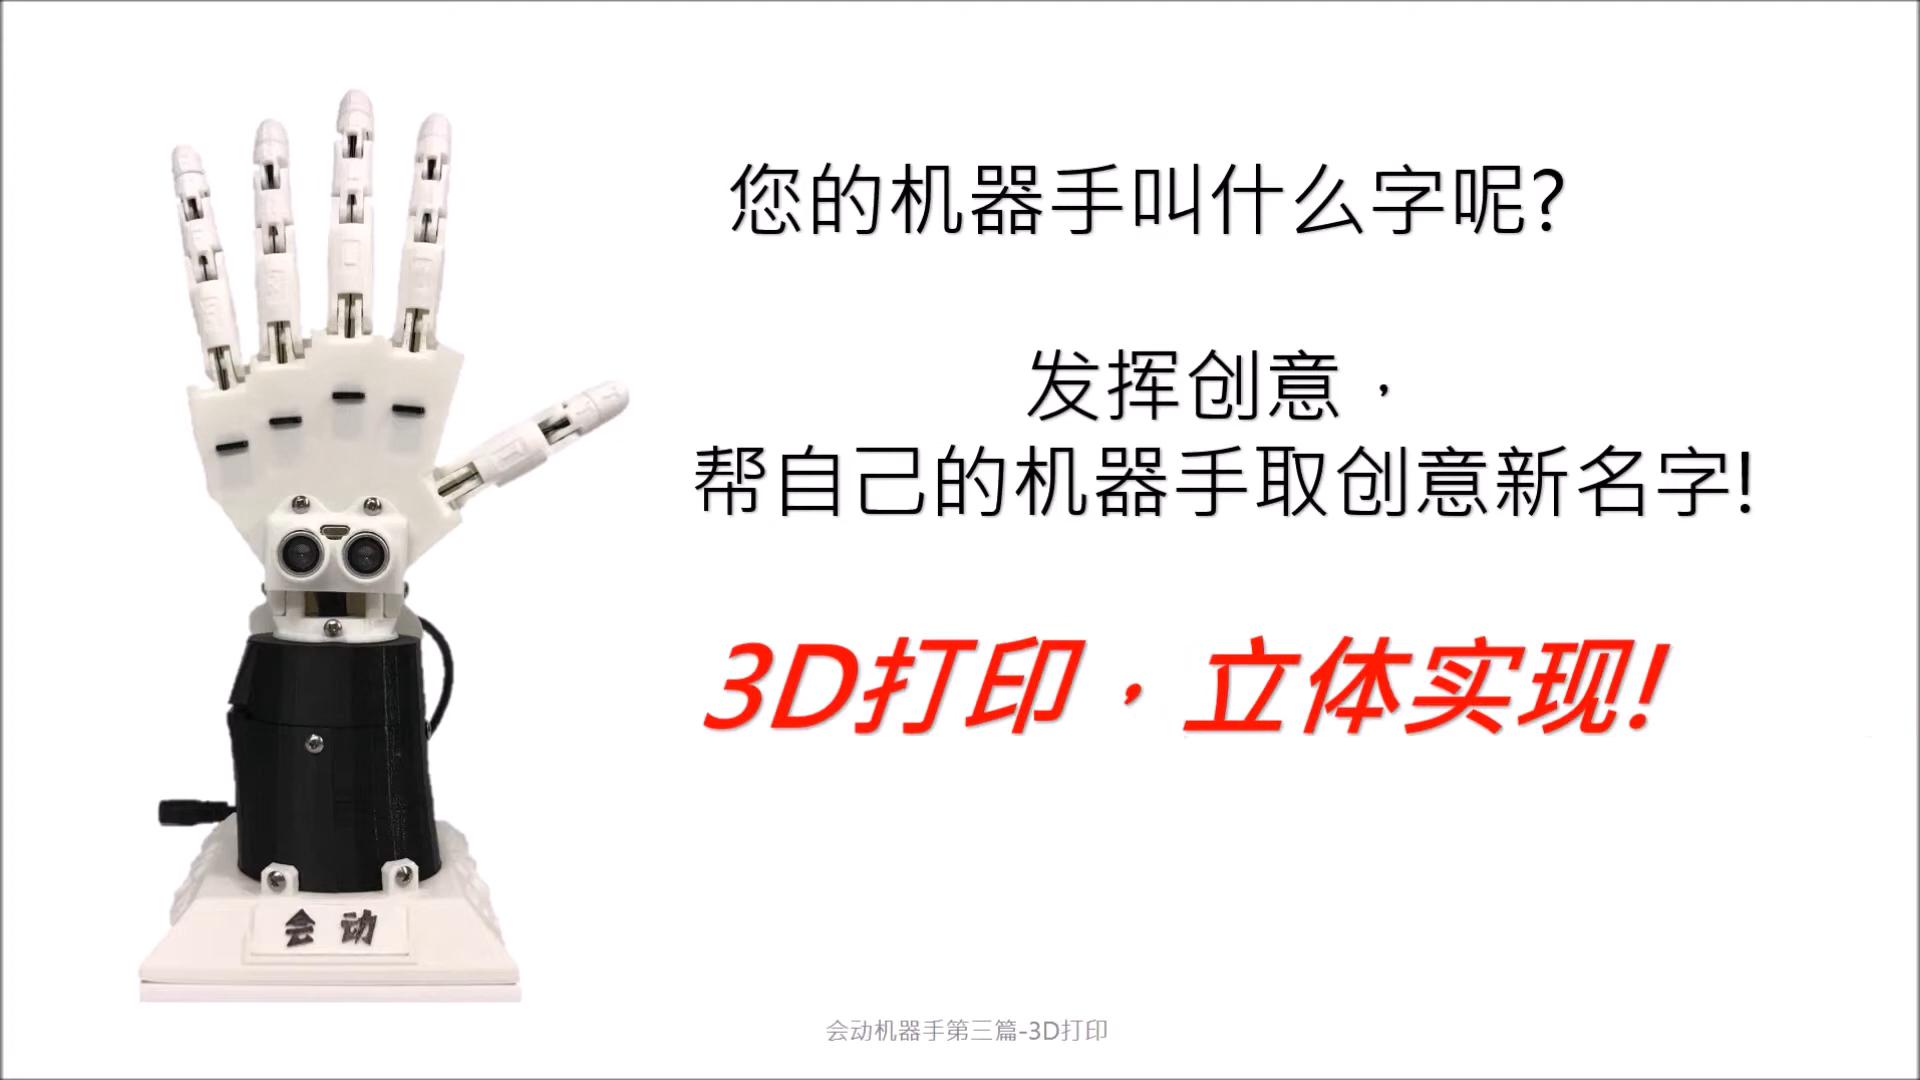 您的机器手叫什么字呢?
发挥创意，
帮自己的机器手取创意新名字!
3D打印，立体实现!
会 动
会动机器手第三篇-3D打印